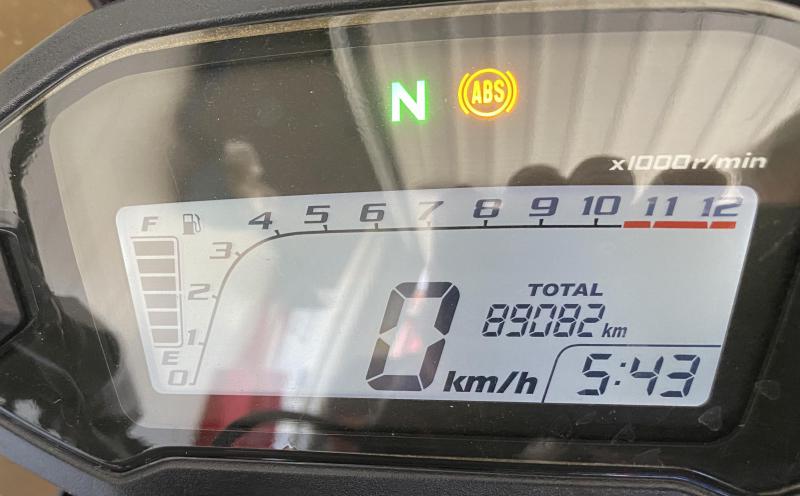 N ABS
x1000r/min
F 4 5 6 7 8 9 10 11 12
3
2
1
E
0
TOTAL
89082 km
0 km/h
5:43